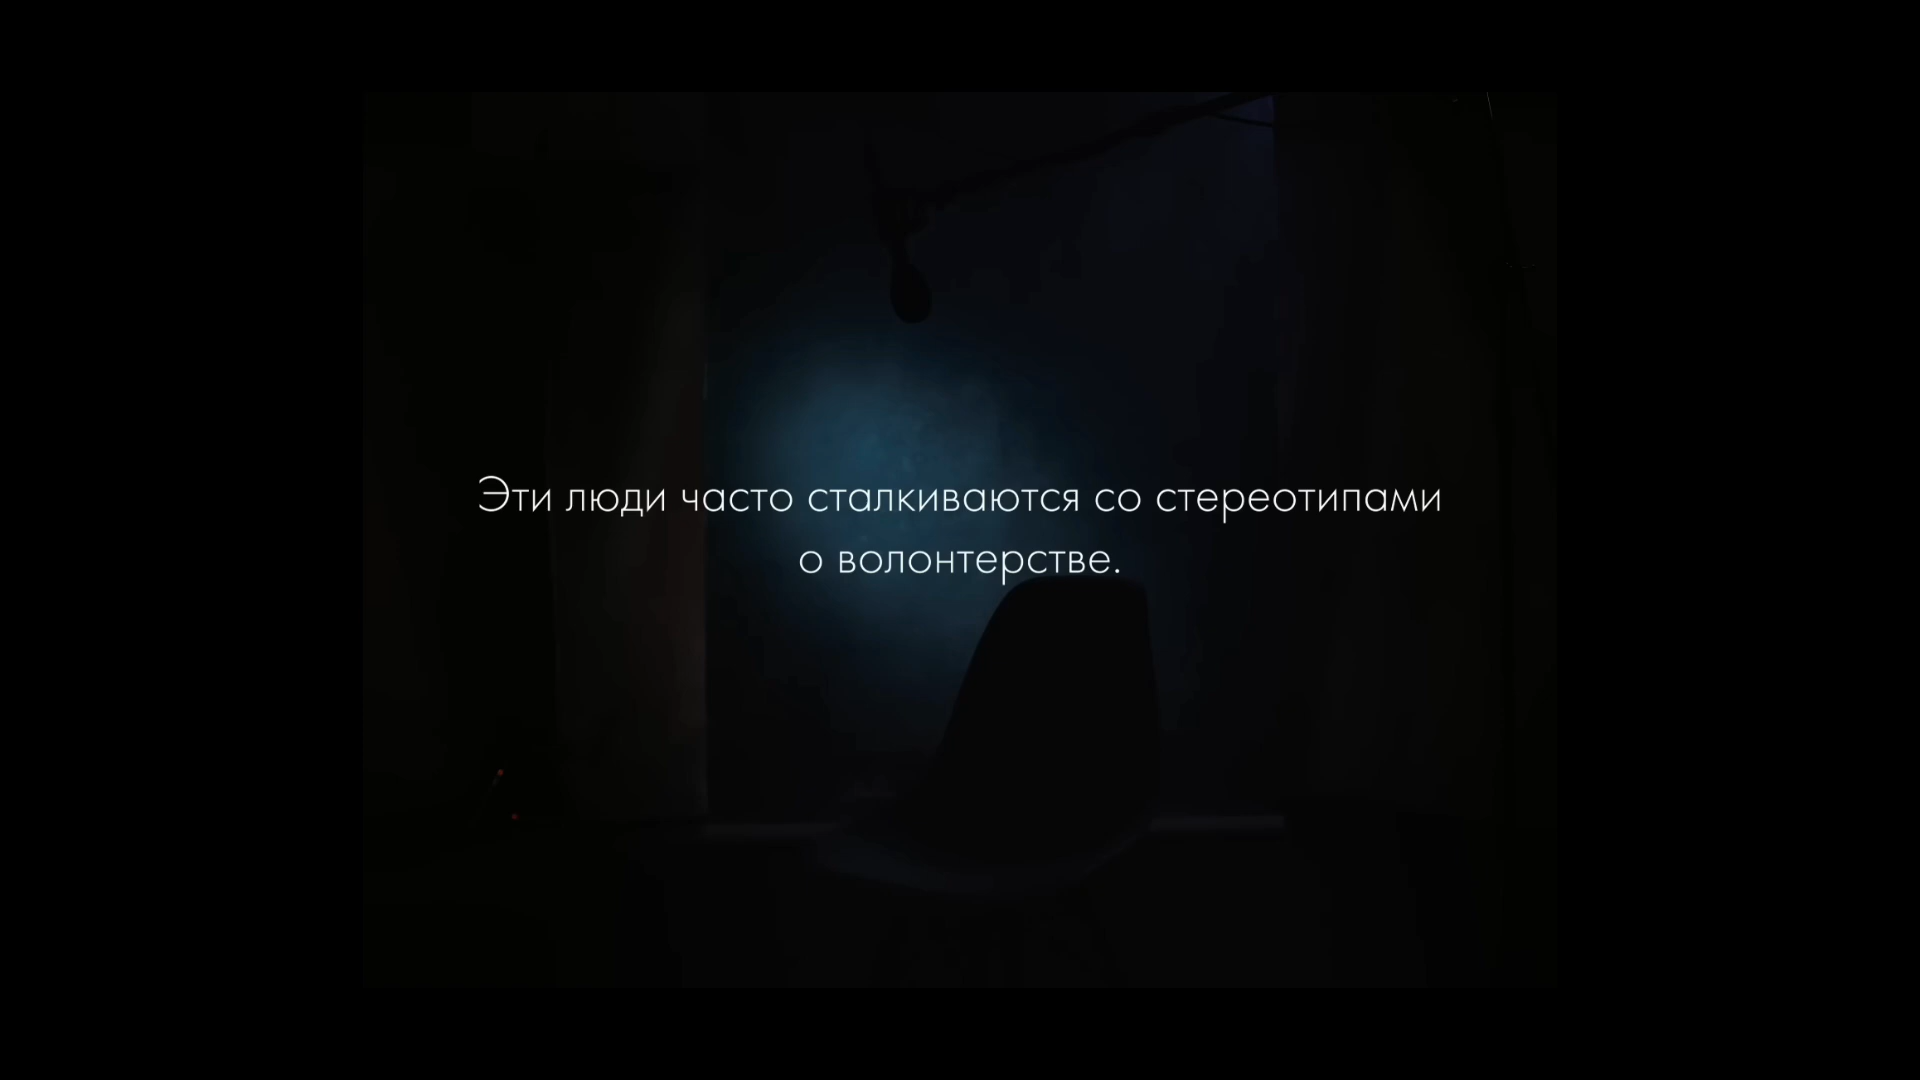 Эти люди часто сталкиваются со стереотипами
о волонтерстве.